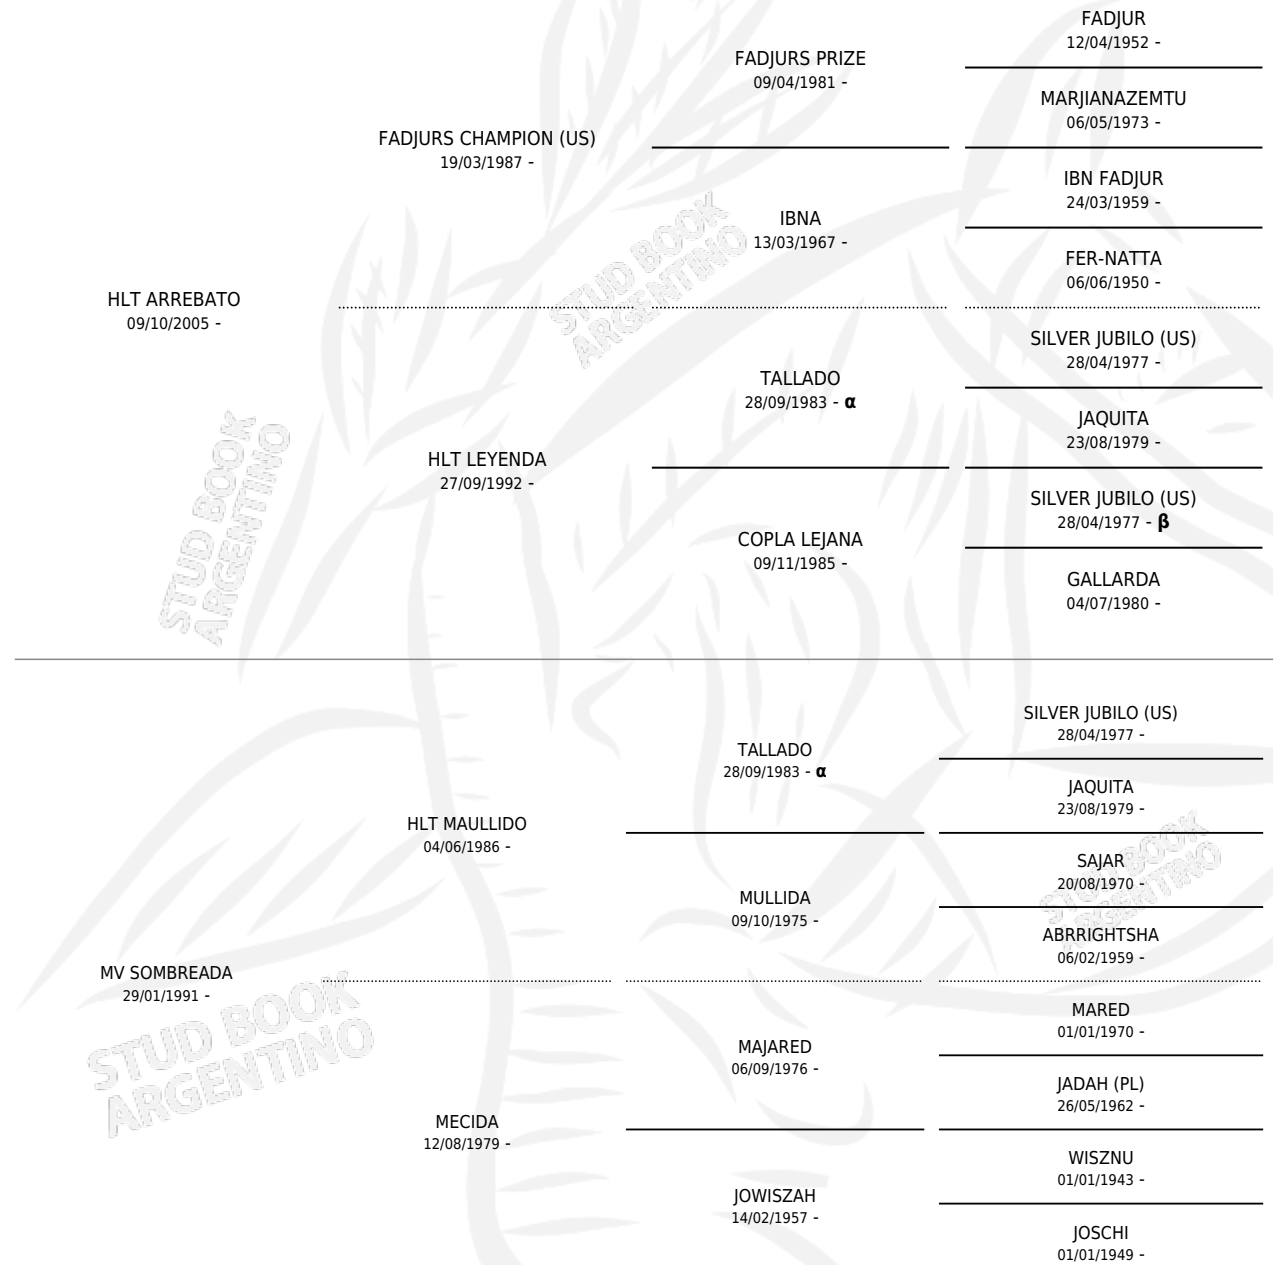 FADJUR
12/04/1952 -
FADJURS PRIZE
09/04/1981 -
MARJIANAZEMTU
06/05/1973 -
FADJURS CHAMPION (US)
19/03/1987 -
IBN FADJUR
24/03/1959 -
IBNA
13/03/1967 -
FER-NATTA
06/06/1950 -
HLT ARREBATO
09/10/2005 -
SILVER JUBILO (US)
28/04/1977 -
TALLADO
28/09/1983 - α
JAQUITA
23/08/1979 -
HLT LEYENDA
27/09/1992 -
SILVER JUBILO (US)
28/04/1977 - β
COPLA LEJANA
09/11/1985 -
GALLARDA
04/07/1980 -
SILVER JUBILO (US)
28/04/1977 -
TALLADO
28/09/1983 - α
JAQUITA
23/08/1979 -
HLT MAULLIDO
04/06/1986 -
SAJAR
20/08/1970 -
MULLIDA
09/10/1975 -
ABRRIGHTSHA
06/02/1959 -
MV SOMBREADA
29/01/1991 -
MARED
01/01/1970 -
MAJARED
06/09/1976 -
JADAH (PL)
26/05/1962 -
MECIDA
12/08/1979 -
WISZNU
01/01/1943 -
JOWISZAH
14/02/1957 -
JOSCHI
01/01/1949 -
STUD BOOK
ARGENTINO
STUD BOOK
ARGENTINO
STUD BOOK
ARGENTINO
STUD BOOK
ARGENTINO